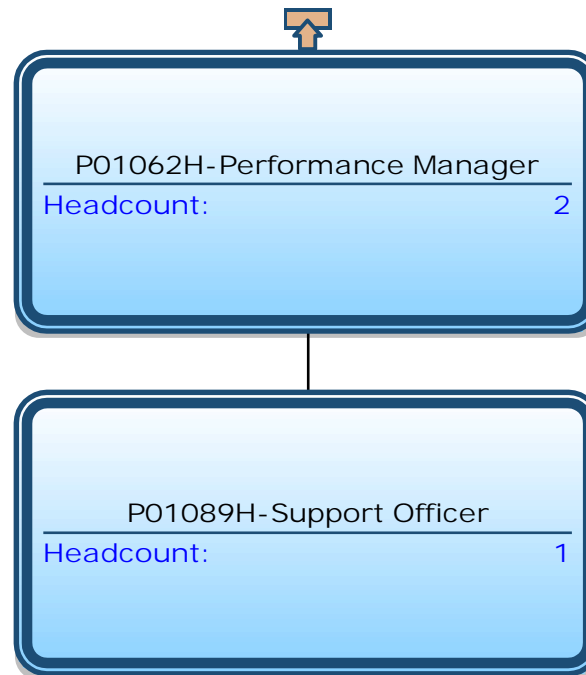 P01062H-Performance Manager
Headcount: 2
P01089H-Support Officer
Headcount: 1